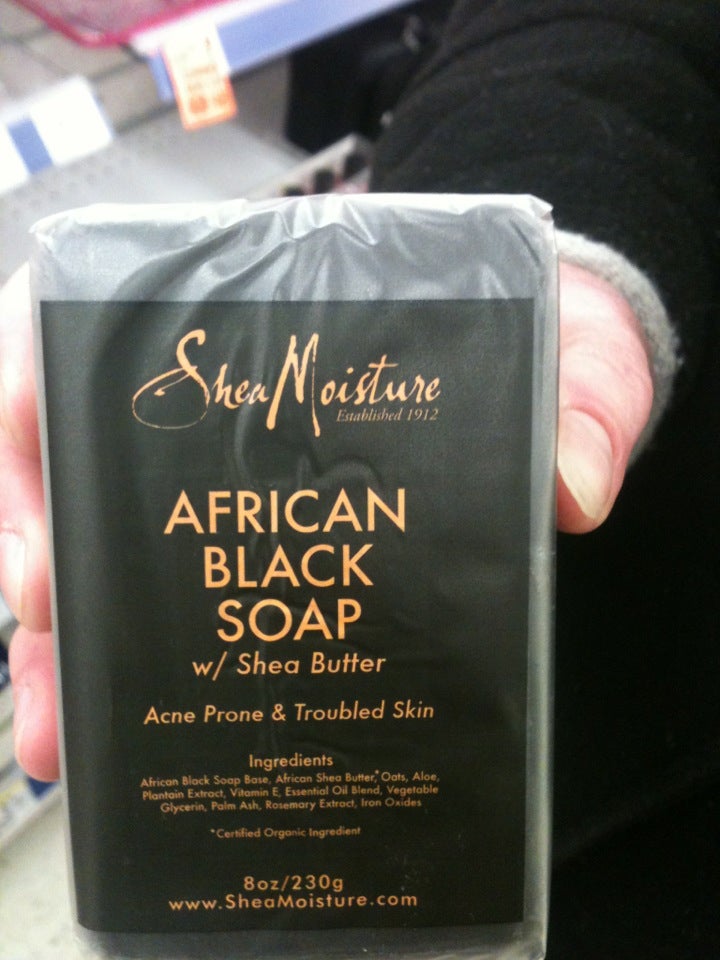 SheaMoisture
Established 1912
AFRICAN
BLACK
SOAP
w/ Shea Butter
Acne Prone & Troubled Skin
Ingredients
African Black Soap Base, African Shea Butter,* Oats, Aloe,
Plantain Extract, Vitamin E, Essential Oil Blend, Vegetable
Glycerin, Palm Ash, Rosemary Extract, Iron Oxides
*Certified Organic Ingredient
8oz/230g
www.SheaMoisture.com